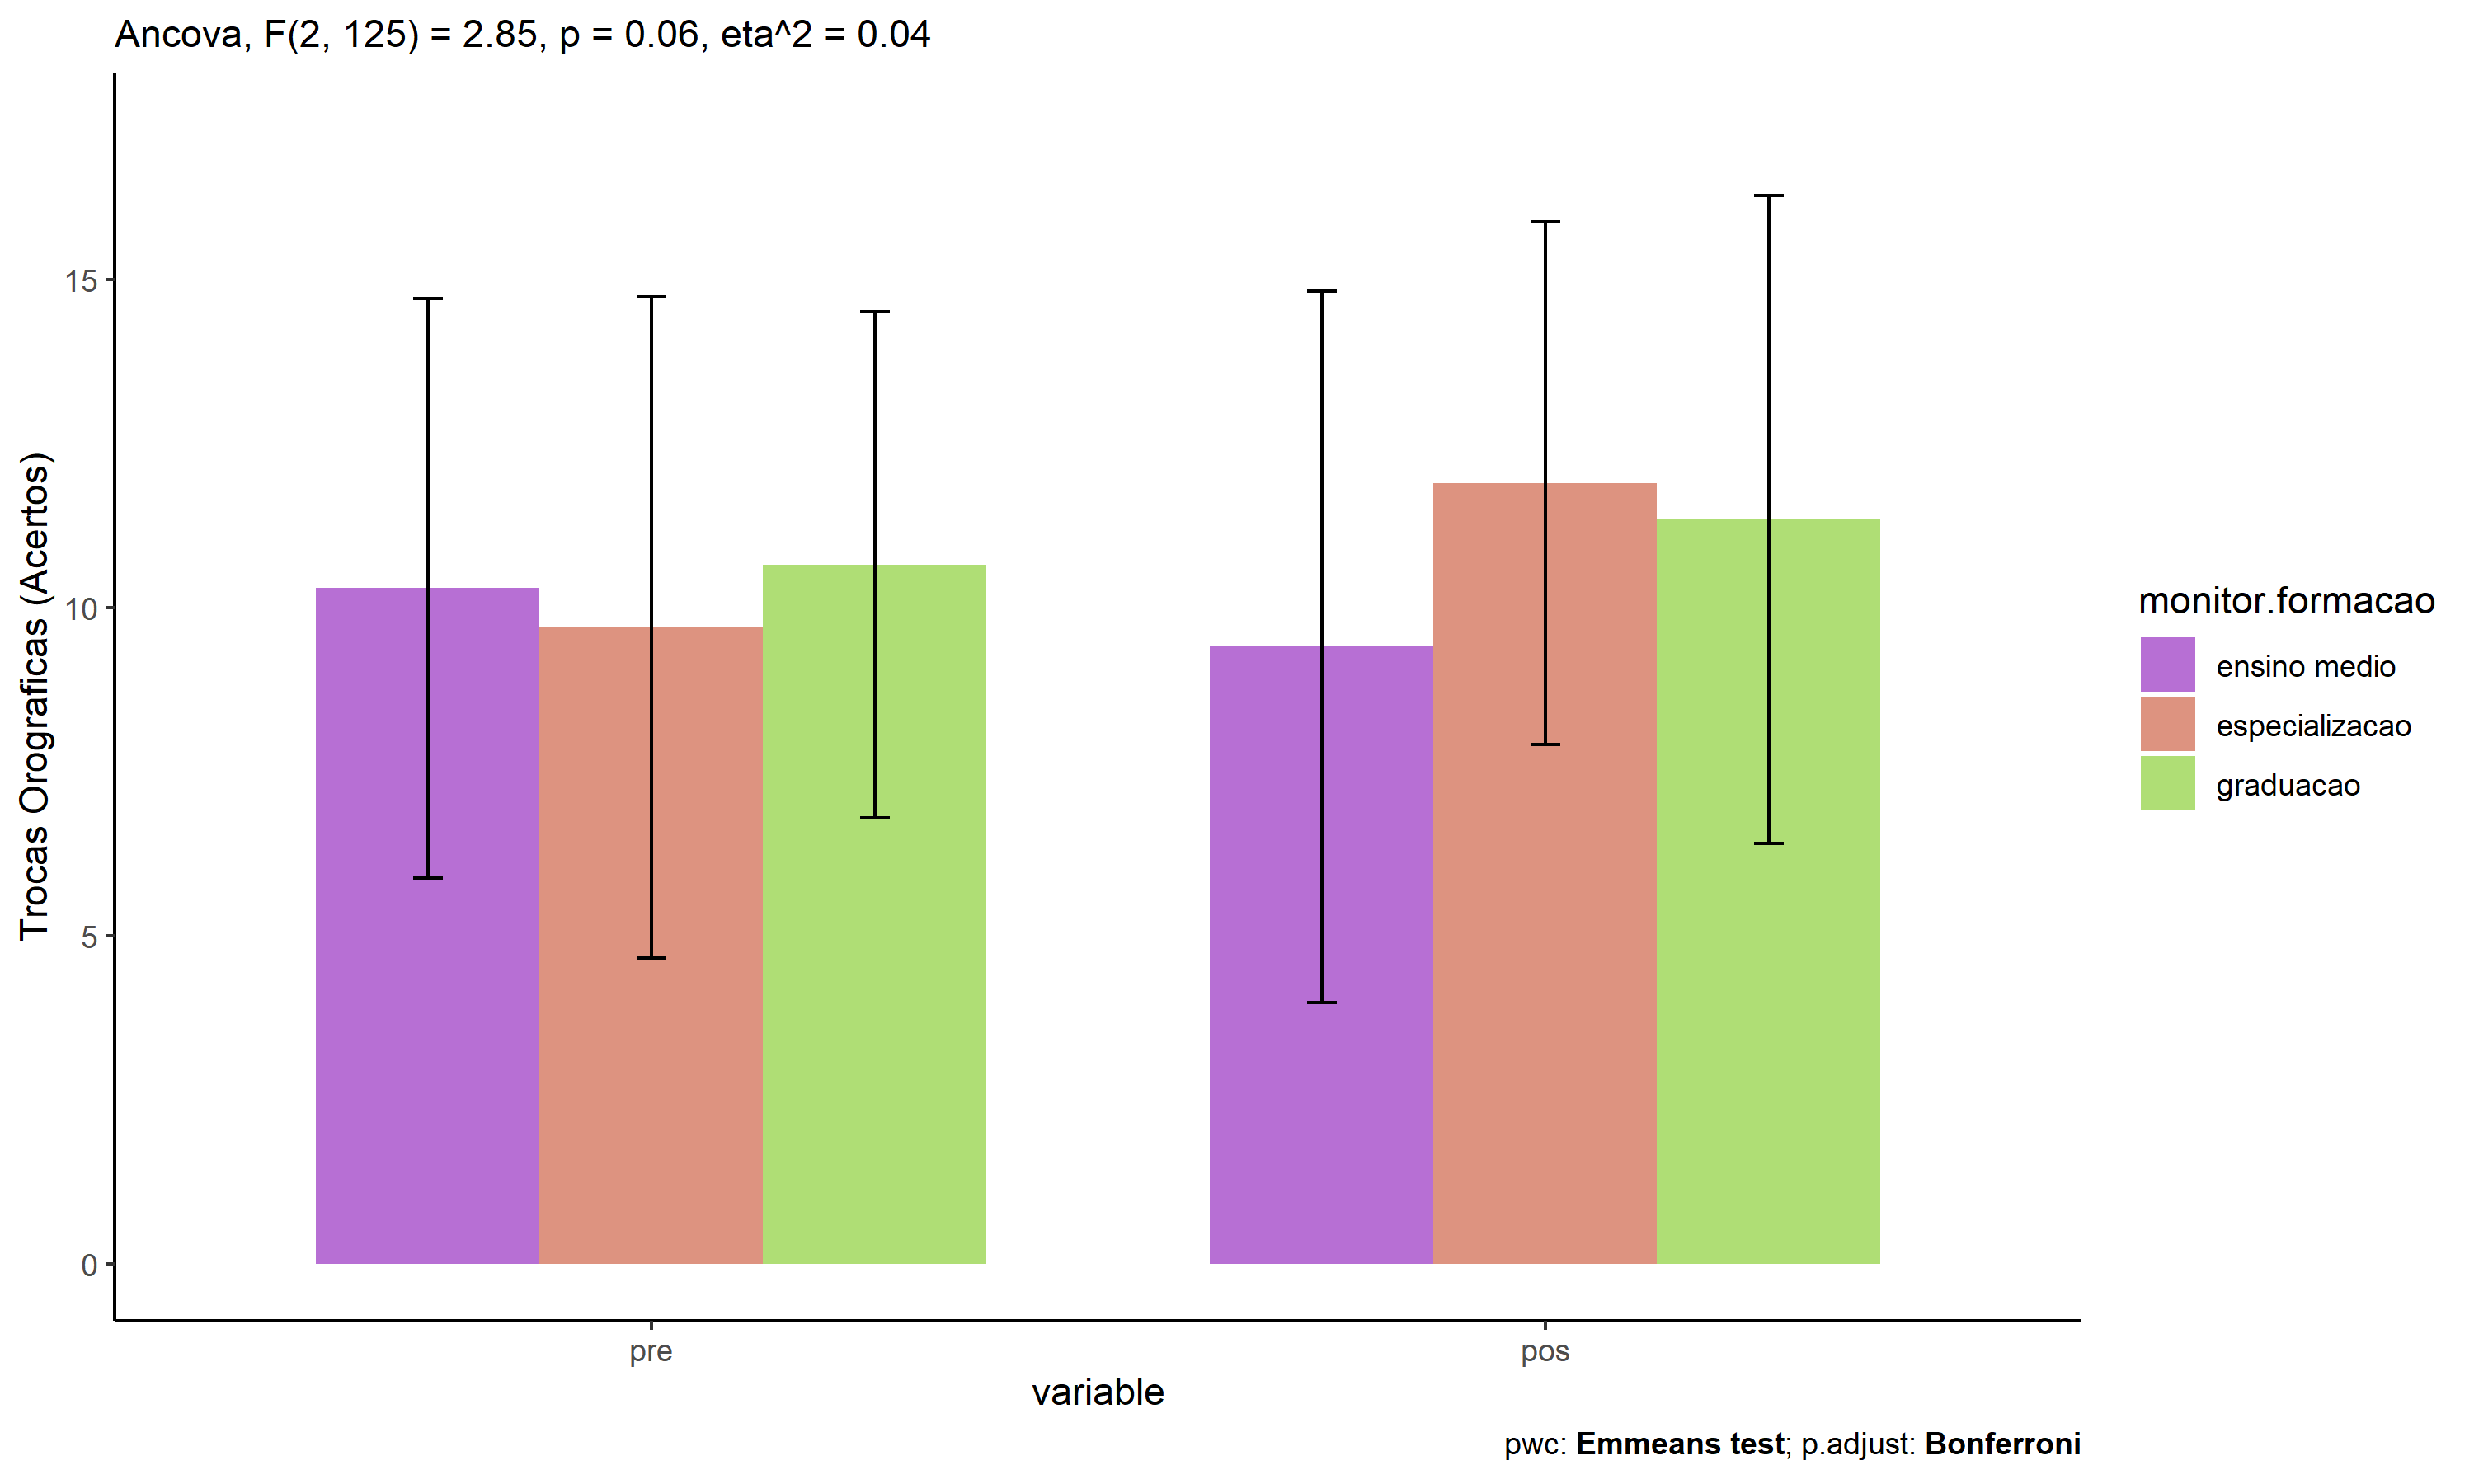 Ancova, F(2, 125) = 2.85, p = 0.06, eta^2 = 0.04
Trocas Orograficas (Acertos)
15
10
5
0
pre
pos
variable
monitor.formacao
ensino medio
especializacao
graduacao
pwc: Emmeans test; p.adjust: Bonferroni